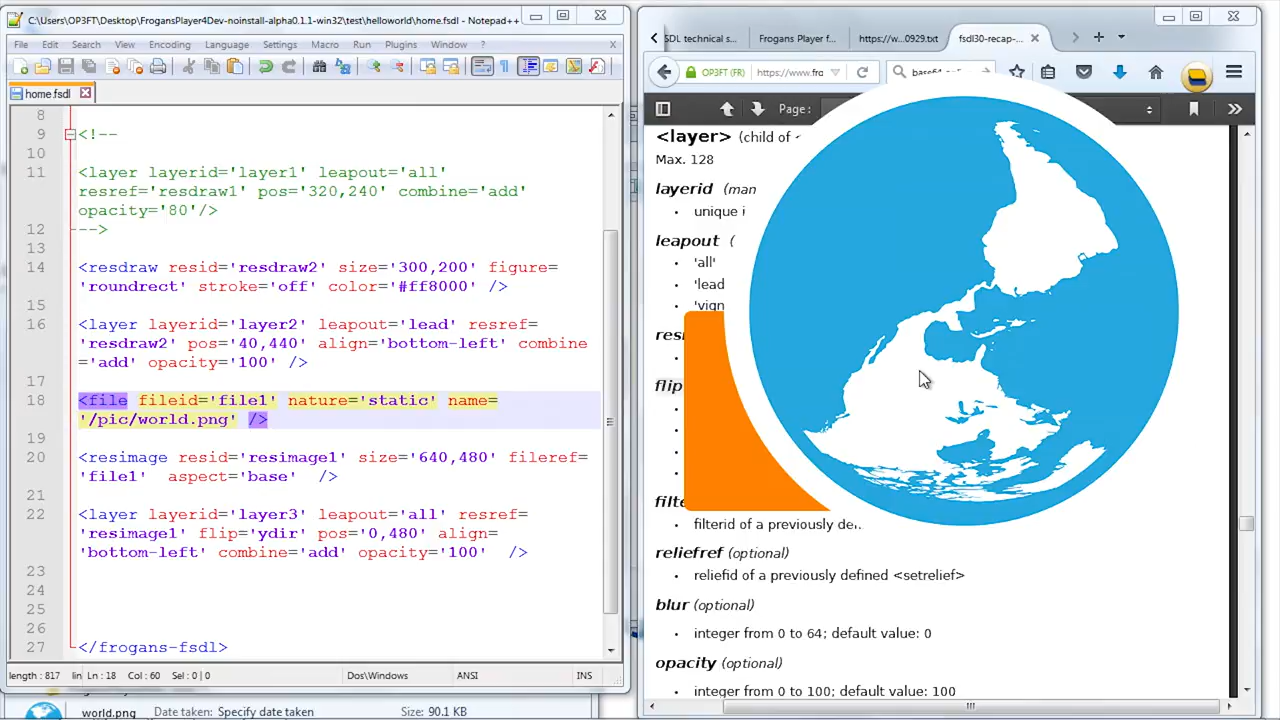 C:\Users\OP3FT\Desktop\FrogansPlayer4Dev-noinstall-alpha0.1.1-win32\test\helloworld\home.fsdl - Notepad++
File Edit Search View Encoding Language Settings Macro Run Plugins Window ? X
home.fsdl
8
9 <!--
10
11 <layer layerid='layer1' leapout='all'
resref='resdraw1' pos='320,240' combine='add'
opacity='80'/>
12 -->
13
14 <resdraw resid='resdraw2' size='300,200' figure=
'roundrect' stroke='off' color='#ff8000' />
15
16 <layer layerid='layer2' leapout='lead' resref=
'resdraw2' pos='40,440' align='bottom-left' combine
='add' opacity='100' />
17
18 <file fileid='file1' nature='static' name=
'/pic/world.png' />
19
20 <resimage resid='resimage1' size='640,480' fileref=
'file1' aspect='base' />
21
22 <layer layerid='layer3' leapout='all' resref=
'resimage1' flip='ydir' pos='0,480' align=
'bottom-left' combine='add' opacity='100' />
23
24
25
26
27 </frogans-fsdl>
length : 817 lin Ln : 18 Col : 60 Sel : 0 | 0 Dos\Windows ANSI INS
world.png Date taken: Specify date taken Size: 90.1 KB
SDL technical s... Frogans Player f... https://w...0929.txt fsdl30-recap-...
OP3FT (FR) https://www.fro
Page:
<layer> (child of <
Max. 128
layerid (man
• unique i
leapout (
• 'all'
• 'lead
• 'vign
res
flip
filte
• filterid of a previously de
reliefref (optional)
• reliefid of a previously defined <setrelief>
blur (optional)
• integer from 0 to 64; default value: 0
opacity (optional)
• integer from 0 to 100; default value: 100